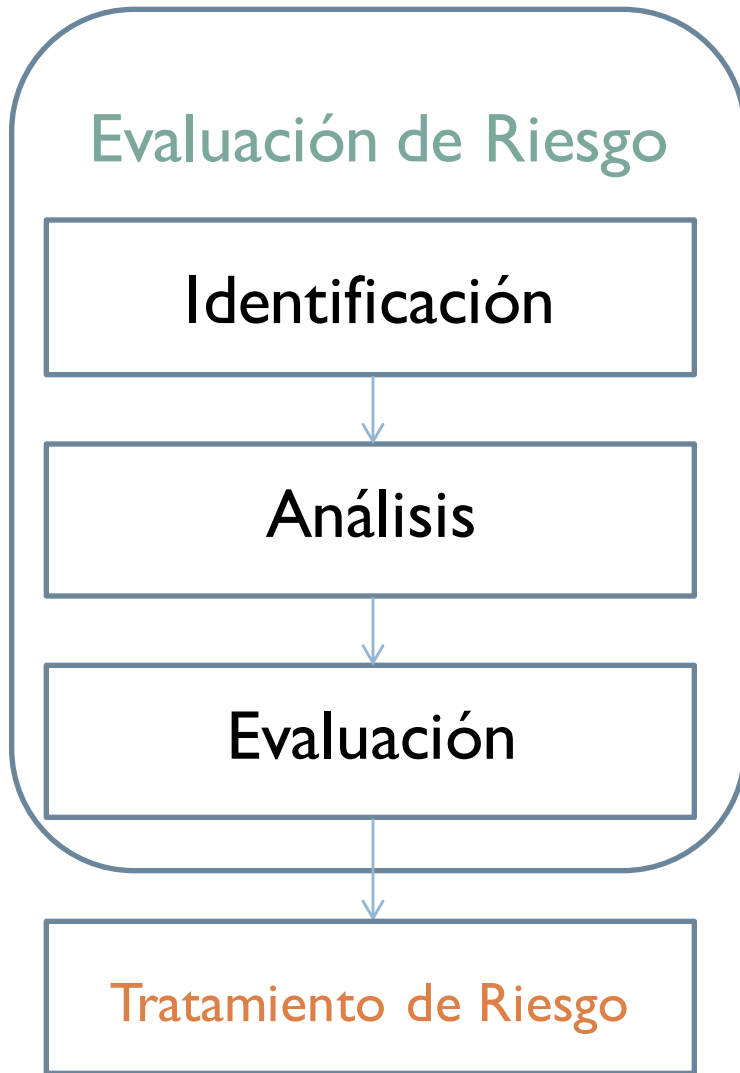 Evaluación de Riesgo
Identificación
Análisis
Evaluación
Tratamiento de Riesgo